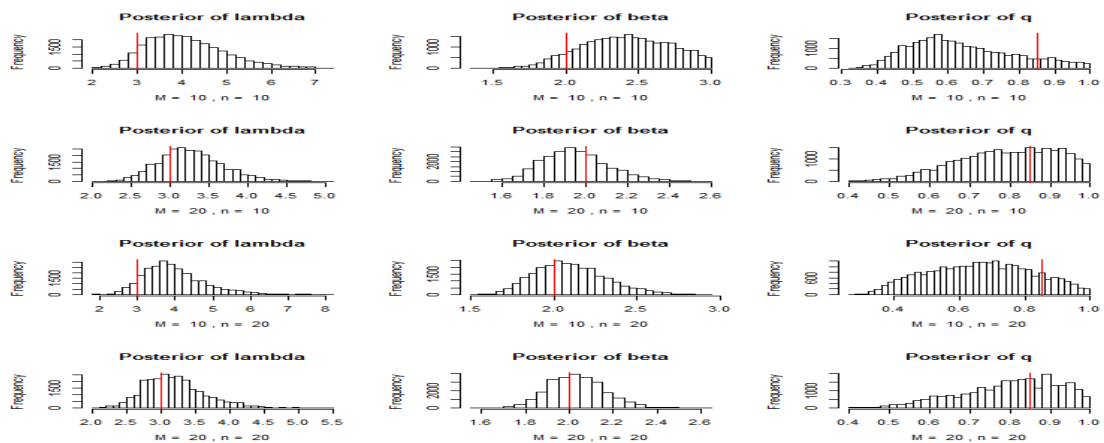 Posterior of lambda
Frequency
0 1500
2 3 4 5 6 7
M = 10 , n = 10
Posterior of beta
Frequency
0 1000
1.5 2.0 2.5 3.0
M = 10 , n = 10
Posterior of q
Frequency
0 1000
0.3 0.4 0.5 0.6 0.7 0.8 0.9 1.0
M = 10 , n = 10
Posterior of lambda
Frequency
0 1500
2.0 2.5 3.0 3.5 4.0 4.5 5.0
M = 20 , n = 10
Posterior of beta
Frequency
0 2000
1.6 1.8 2.0 2.2 2.4 2.6
M = 20 , n = 10
Posterior of q
Frequency
0 1000
0.4 0.5 0.6 0.7 0.8 0.9 1.0
M = 20 , n = 10
Posterior of lambda
Frequency
0 1500
2 3 4 5 6 7 8
M = 10 , n = 20
Posterior of beta
Frequency
0 1500
1.5 2.0 2.5 3.0
M = 10 , n = 20
Posterior of q
Frequency
0 600
0.4 0.6 0.8 1.0
M = 10 , n = 20
Posterior of lambda
Frequency
0 1500
2.0 2.5 3.0 3.5 4.0 4.5 5.0 5.5
M = 20 , n = 20
Posterior of beta
Frequency
0 2000
1.6 1.8 2.0 2.2 2.4 2.6
M = 20 , n = 20
Posterior of q
Frequency
0 1000
0.4 0.5 0.6 0.7 0.8 0.9 1.0
M = 20 , n = 20